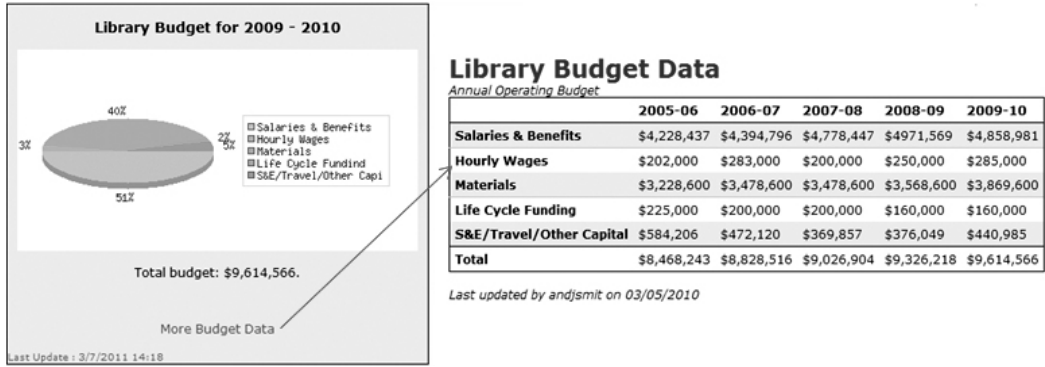 Library Budget for 2009 - 2010
40%
3%
2%
5%
51%
Salaries & Benefits
Hourly Wages
Materials
Life Cycle Fundind
S&E/Travel/Other Capi
Total budget: $9,614,566.
More Budget Data
Last Update : 3/7/2011 14:18
Library Budget Data
Annual Operating Budget
2005-06 2006-07 2007-08 2008-09 2009-10
Salaries & Benefits $4,228,437 $4,394,796 $4,778,447 $4971,569 $4,858,981
Hourly Wages $202,000 $283,000 $200,000 $250,000 $285,000
Materials $3,228,600 $3,478,600 $3,478,600 $3,568,600 $3,869,600
Life Cycle Funding $225,000 $200,000 $200,000 $160,000 $160,000
S&E/Travel/Other Capital $584,206 $472,120 $369,857 $376,049 $440,985
Total $8,468,243 $8,828,516 $9,026,904 $9,326,218 $9,614,566
Last updated by andjsmit on 03/05/2010